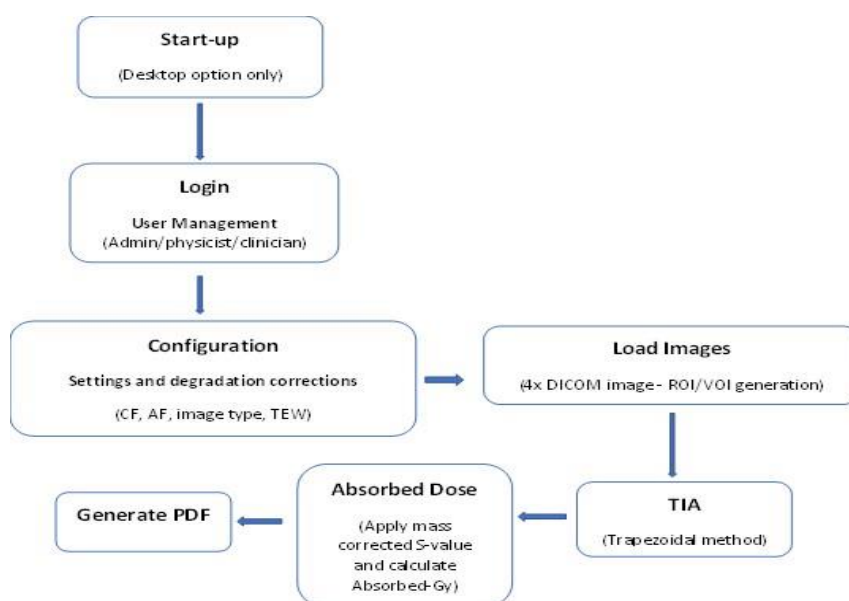 Start-up
(Desktop option only)
Login
User Management
(Admin/physicist/clinician)
Configuration
Settings and degradation corrections
(CF, AF, image type, TEW)
Load Images
(4x DICOM image- ROI/VOI generation)
TIA
(Trapezoidal method)
Absorbed Dose
(Apply mass
corrected S-value
and calculate
Absorbed-Gy)
Generate PDF